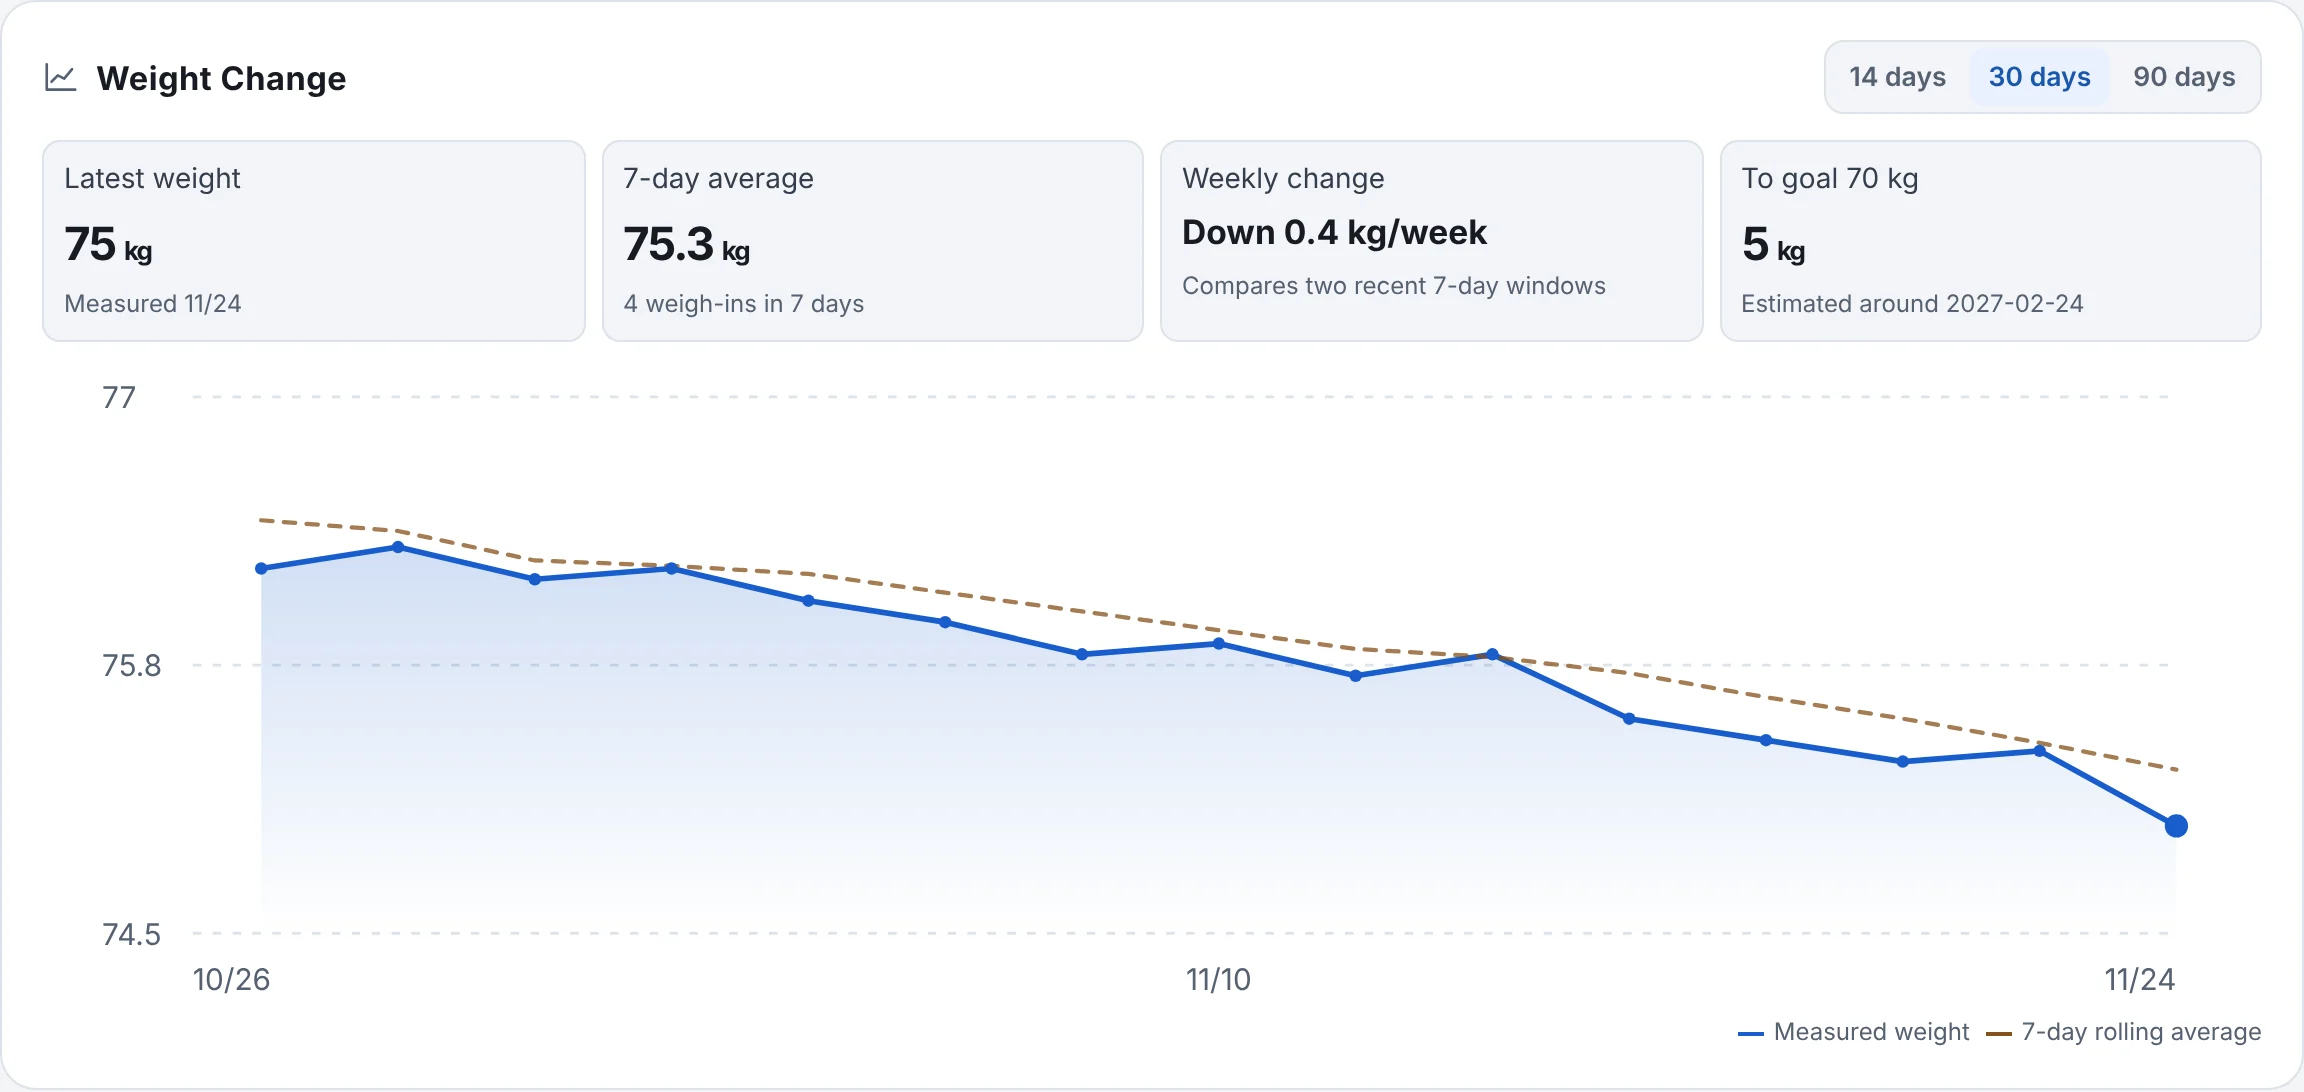 Weight Change
14 days 30 days 90 days
Latest weight
75 kg
Measured 11/24
7-day average
75.3 kg
4 weigh-ins in 7 days
Weekly change
Down 0.4 kg/week
Compares two recent 7-day windows
To goal 70 kg
5 kg
Estimated around 2027-02-24
77
75.8
74.5
10/26 11/10 11/24
Measured weight 7-day rolling average